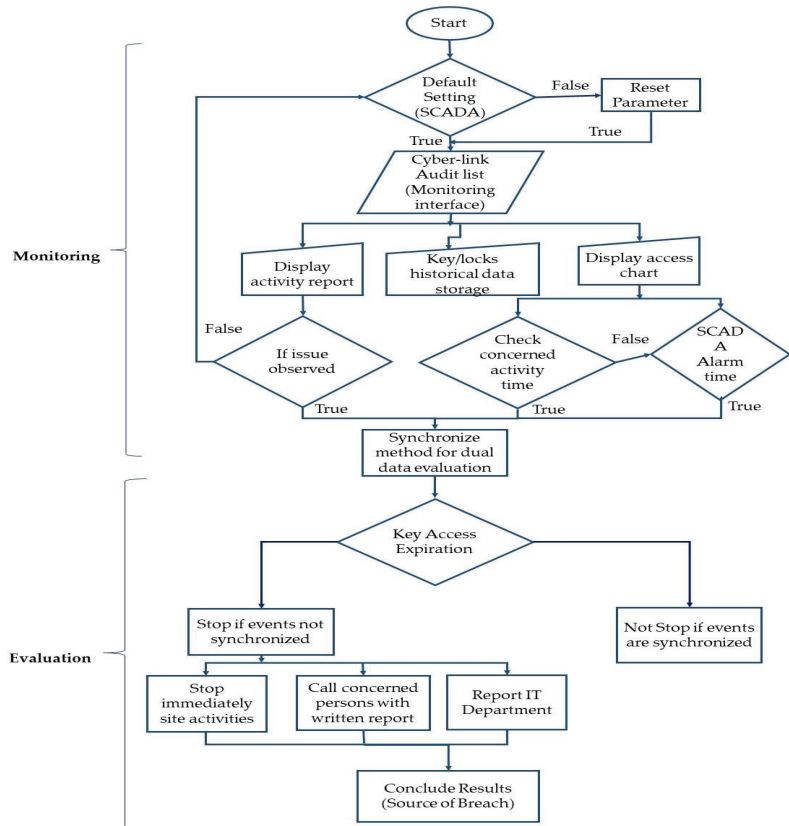 Start
Default
Setting
(SCADA)
False
Reset
Parameter
True
True
Cyber-link
Audit list
(Monitoring
interface)
Monitoring
Display
activity report
Key/locks
historical data
storage
Display access
chart
False
If issue
observed
Check
concerned
activity time
False
SCAD
A
Alarm
time
True
True
True
Synchronize
method for dual
data evaluation
Key Access
Expiration
Evaluation
Stop if events not
synchronized
Not Stop if events
are synchronized
Stop
immediately
site activities
Call concerned
persons with
written report
Report IT
Department
Conclude Results
(Source of Breach)